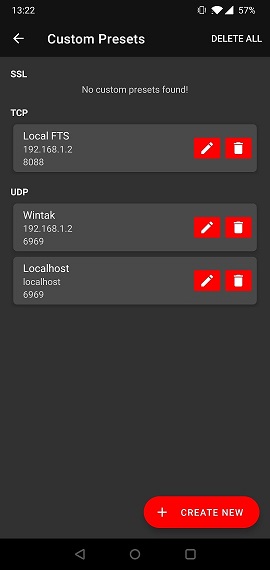 13:22
57%
Custom Presets
DELETE ALL
SSL
No custom presets found!
TCP
Local FTS
192.168.1.2
8088
UDP
Wintak
192.168.1.2
6969
Localhost
localhost
6969
CREATE NEW